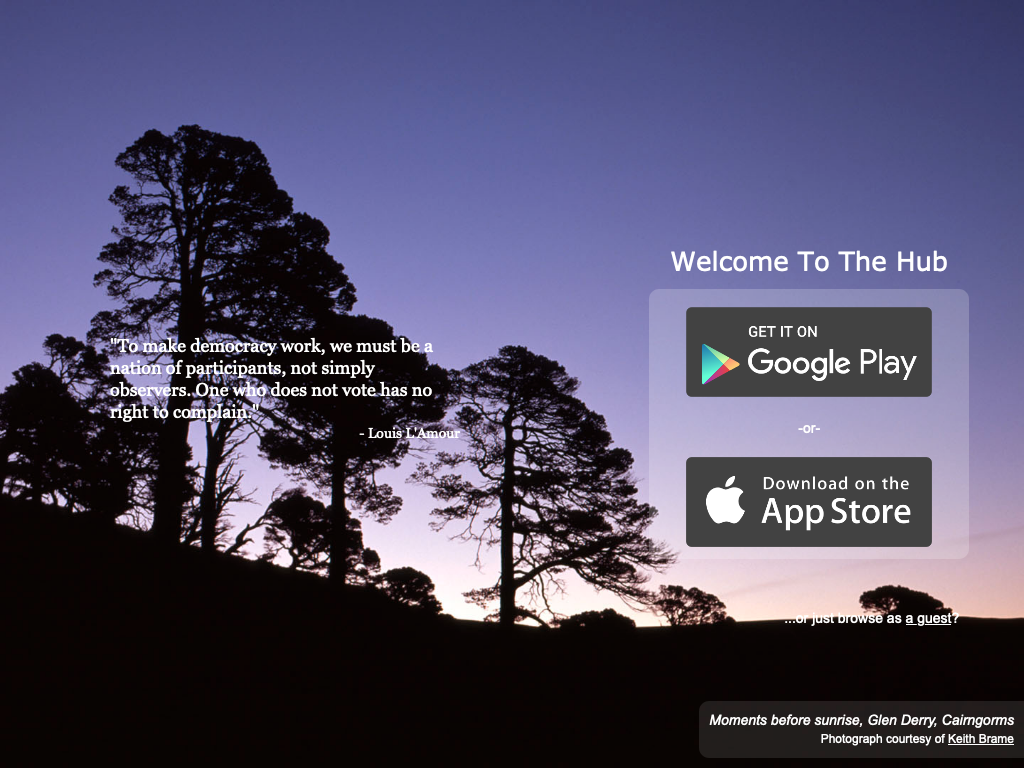 Welcome To The Hub
GET IT ON
Google Play
"To make democracy work, we must be a
nation of participants, not simply
observers. One who does not vote has no
right to complain."
- Louis L'Amour
-or-
Download on the
App Store
...or just browse as a guest?
Moments before sunrise, Glen Derry, Cairngorms
Photograph courtesy of Keith Brame